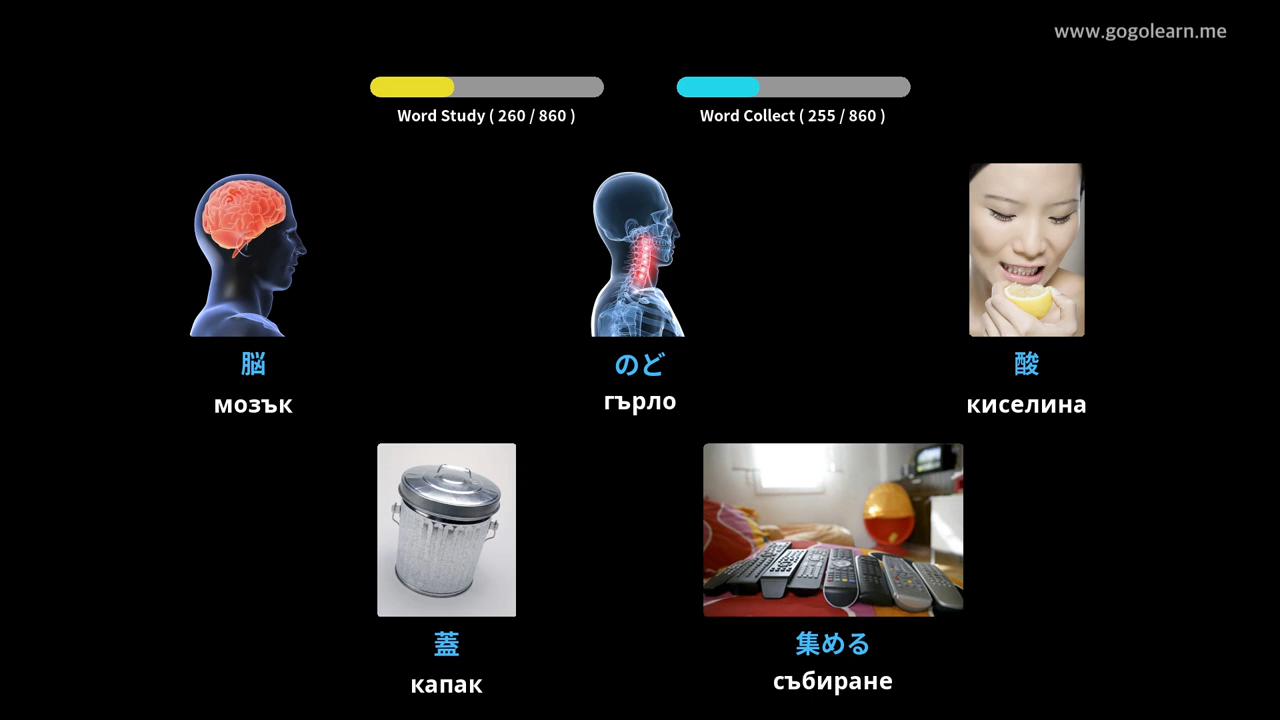 www.gogolearn.me
Word Study ( 260 / 860 )
Word Collect ( 255 / 860 )
脳
のど
酸
мозък
гърло
киселина
蓋
集める
капак
събиране